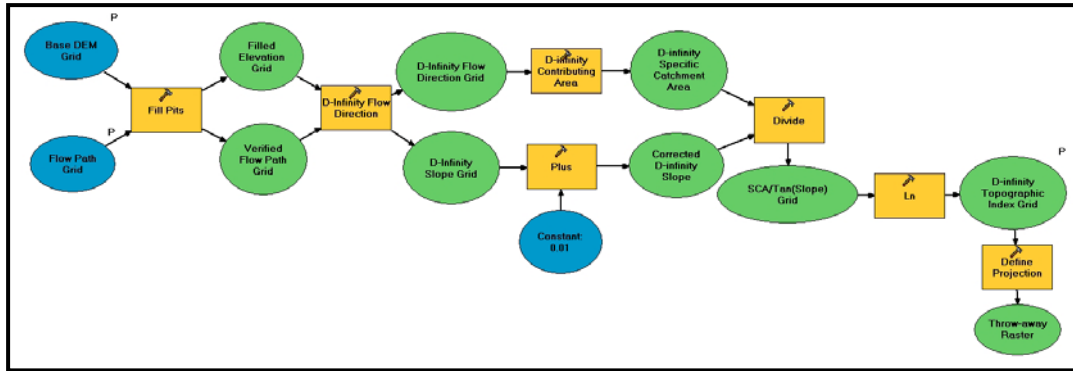 P
Base DEM
Grid
P
Flow Path
Grid
Fill Pits
Filled
Elevation
Grid
Verified
Flow Path
Grid
D-Infinity Flow
Direction
D-Infinity Flow
Direction Grid
D-Infinity
Slope Grid
D-infinity
Contributing
Area
Plus
Constant:
0.01
D-infinity
Specific
Catchment
Area
Corrected
D-infinity
Slope
Divide
SCA/Tan(Slope)
Grid
Ln
P
D-infinity
Topographic
Index Grid
Define
Projection
Throw-away
Raster